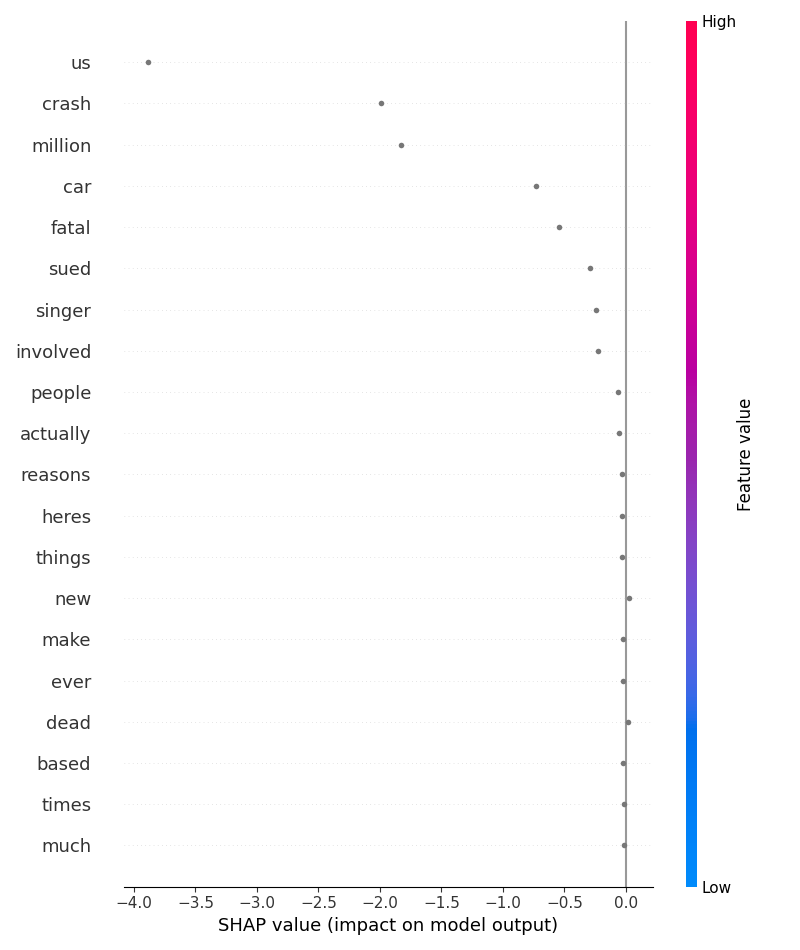 High
us
crash
million
car
fatal
sued
singer
involved
people
actually
reasons
heres
things
new
make
ever
dead
based
times
much
Feature value
Low
−4.0 −3.5 −3.0 −2.5 −2.0 −1.5 −1.0 −0.5 0.0
SHAP value (impact on model output)